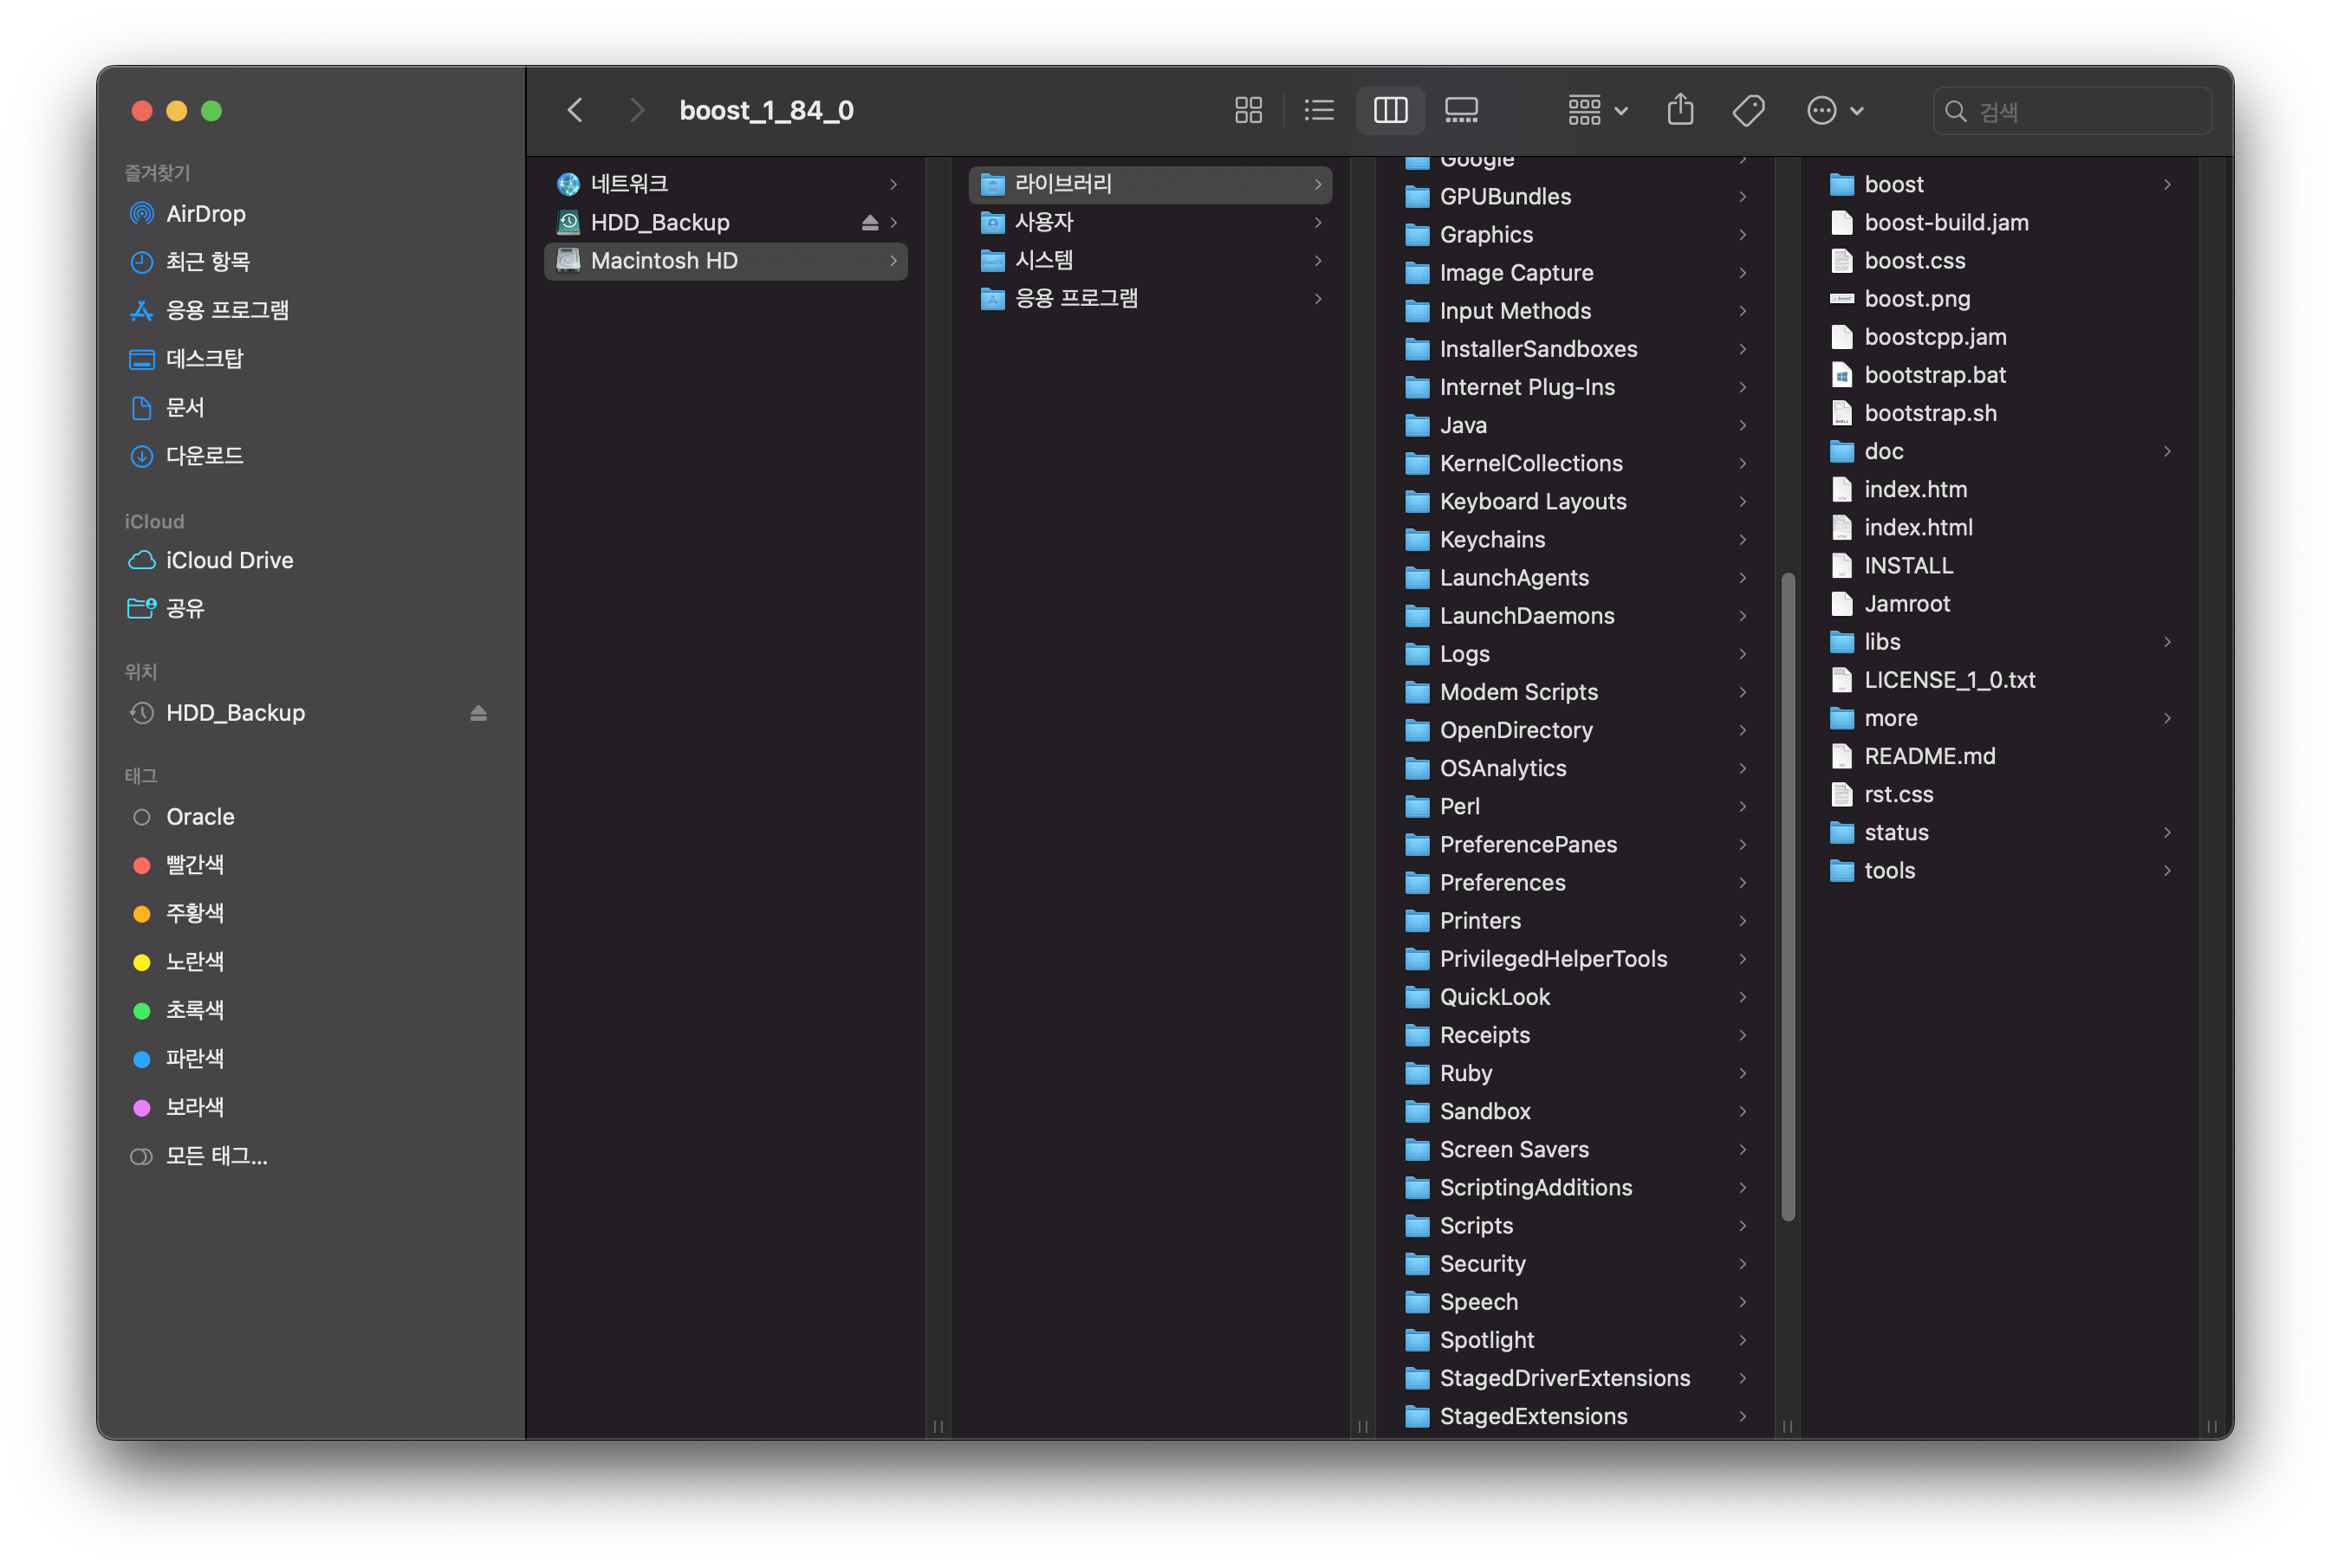 boost_1_84_0
검색
즐겨찾기
AirDrop
최근 항목
응용 프로그램
데스크탑
문서
다운로드
iCloud
iCloud Drive
공유
위치
HDD_Backup
태그
Oracle
빨간색
주황색
노란색
초록색
파란색
보라색
모든 태그...
네트워크
HDD_Backup
Macintosh HD
라이브러리
사용자
시스템
응용 프로그램
Google
GPUBundles
Graphics
Image Capture
Input Methods
InstallerSandboxes
Internet Plug-Ins
Java
KernelCollections
Keyboard Layouts
Keychains
LaunchAgents
LaunchDaemons
Logs
Modem Scripts
OpenDirectory
OSAnalytics
Perl
PreferencePanes
Preferences
Printers
PrivilegedHelperTools
QuickLook
Receipts
Ruby
Sandbox
Screen Savers
ScriptingAdditions
Scripts
Security
Speech
Spotlight
StagedDriverExtensions
StagedExtensions
boost
boost-build.jam
boost.css
boost.png
boostcpp.jam
bootstrap.bat
bootstrap.sh
doc
index.htm
index.html
INSTALL
Jamroot
libs
LICENSE_1_0.txt
more
README.md
rst.css
status
tools